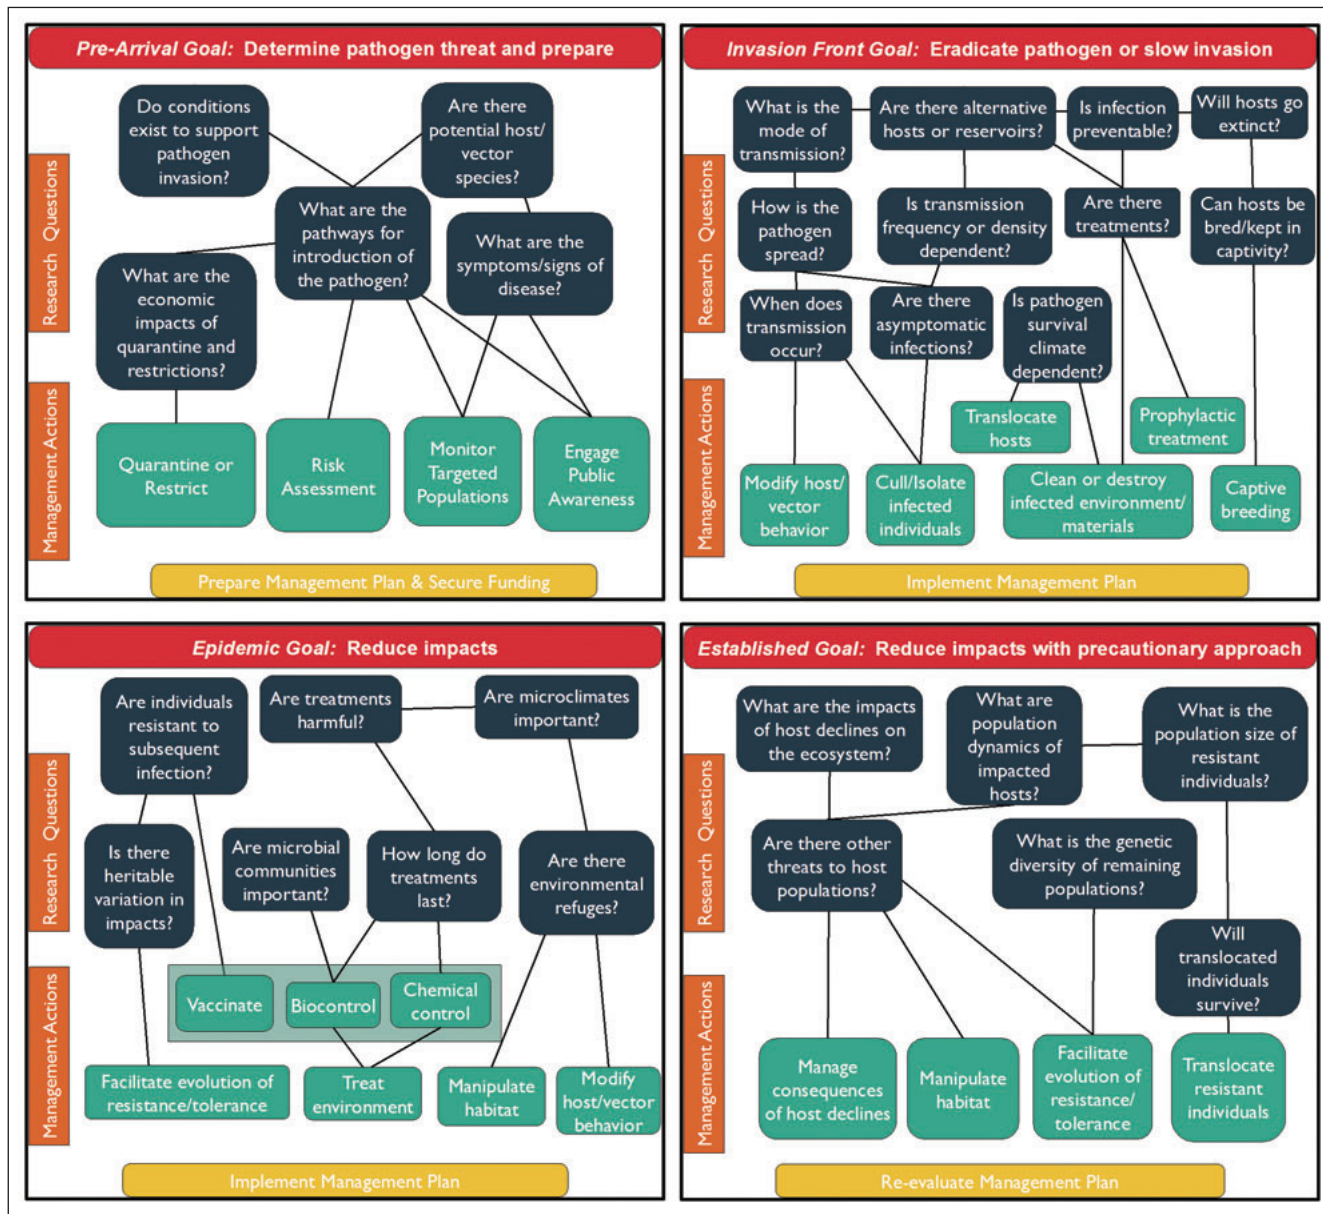 Pre-Arrival Goal: Determine pathogen threat and prepare
Research Questions
Do conditions
exist to support
pathogen
invasion?
Are there
potential host/
vector
species?
What are the
pathways for
introduction of
the pathogen?
What are the
symptoms/signs of
disease?
What are the
economic
impacts of
quarantine and
restrictions?
Management Actions
Quarantine or
Restrict
Risk
Assessment
Monitor
Targeted
Populations
Engage
Public
Awareness
Prepare Management Plan & Secure Funding
Invasion Front Goal: Eradicate pathogen or slow invasion
Research Questions
What is the
mode of
transmission?
Are there alternative
hosts or reservoirs?
Is infection
preventable?
Will hosts go
extinct?
How is the
pathogen
spread?
Is transmission
frequency or density
dependent?
Are there
treatments?
Can hosts be
bred/kept in
captivity?
When does
transmission
occur?
Are there
asymptomatic
infections?
Is pathogen
survival
climate
dependent?
Management Actions
Translocate
hosts
Prophylactic
treatment
Modify host/
vector
behavior
Cull/Isolate
infected
individuals
Clean or destroy
infected environment/
materials
Captive
breeding
Implement Management Plan
Epidemic Goal: Reduce impacts
Research Questions
Are individuals
resistant to
subsequent
infection?
Are treatments
harmful?
Are microclimates
important?
Is there
heritable
variation in
impacts?
Are microbial
communities
important?
How long do
treatments
last?
Are there
environmental
refuges?
Management Actions
Vaccinate
Biocontrol
Chemical
control
Facilitate evolution of
resistance/tolerance
Treat
environment
Manipulate
habitat
Modify
host/vector
behavior
Implement Management Plan
Established Goal: Reduce impacts with precautionary approach
Research Questions
What are the impacts
of host declines on
the ecosystem?
What are
population
dynamics of
impacted
hosts?
What is the
population size of
resistant
individuals?
Are there other
threats to host
populations?
What is the genetic
diversity of remaining
populations?
Will
translocated
individuals
survive?
Management Actions
Manage
consequences
of host declines
Manipulate
habitat
Facilitate
evolution of
resistance/
tolerance
Translocate
resistant
individuals
Re-evaluate Management Plan